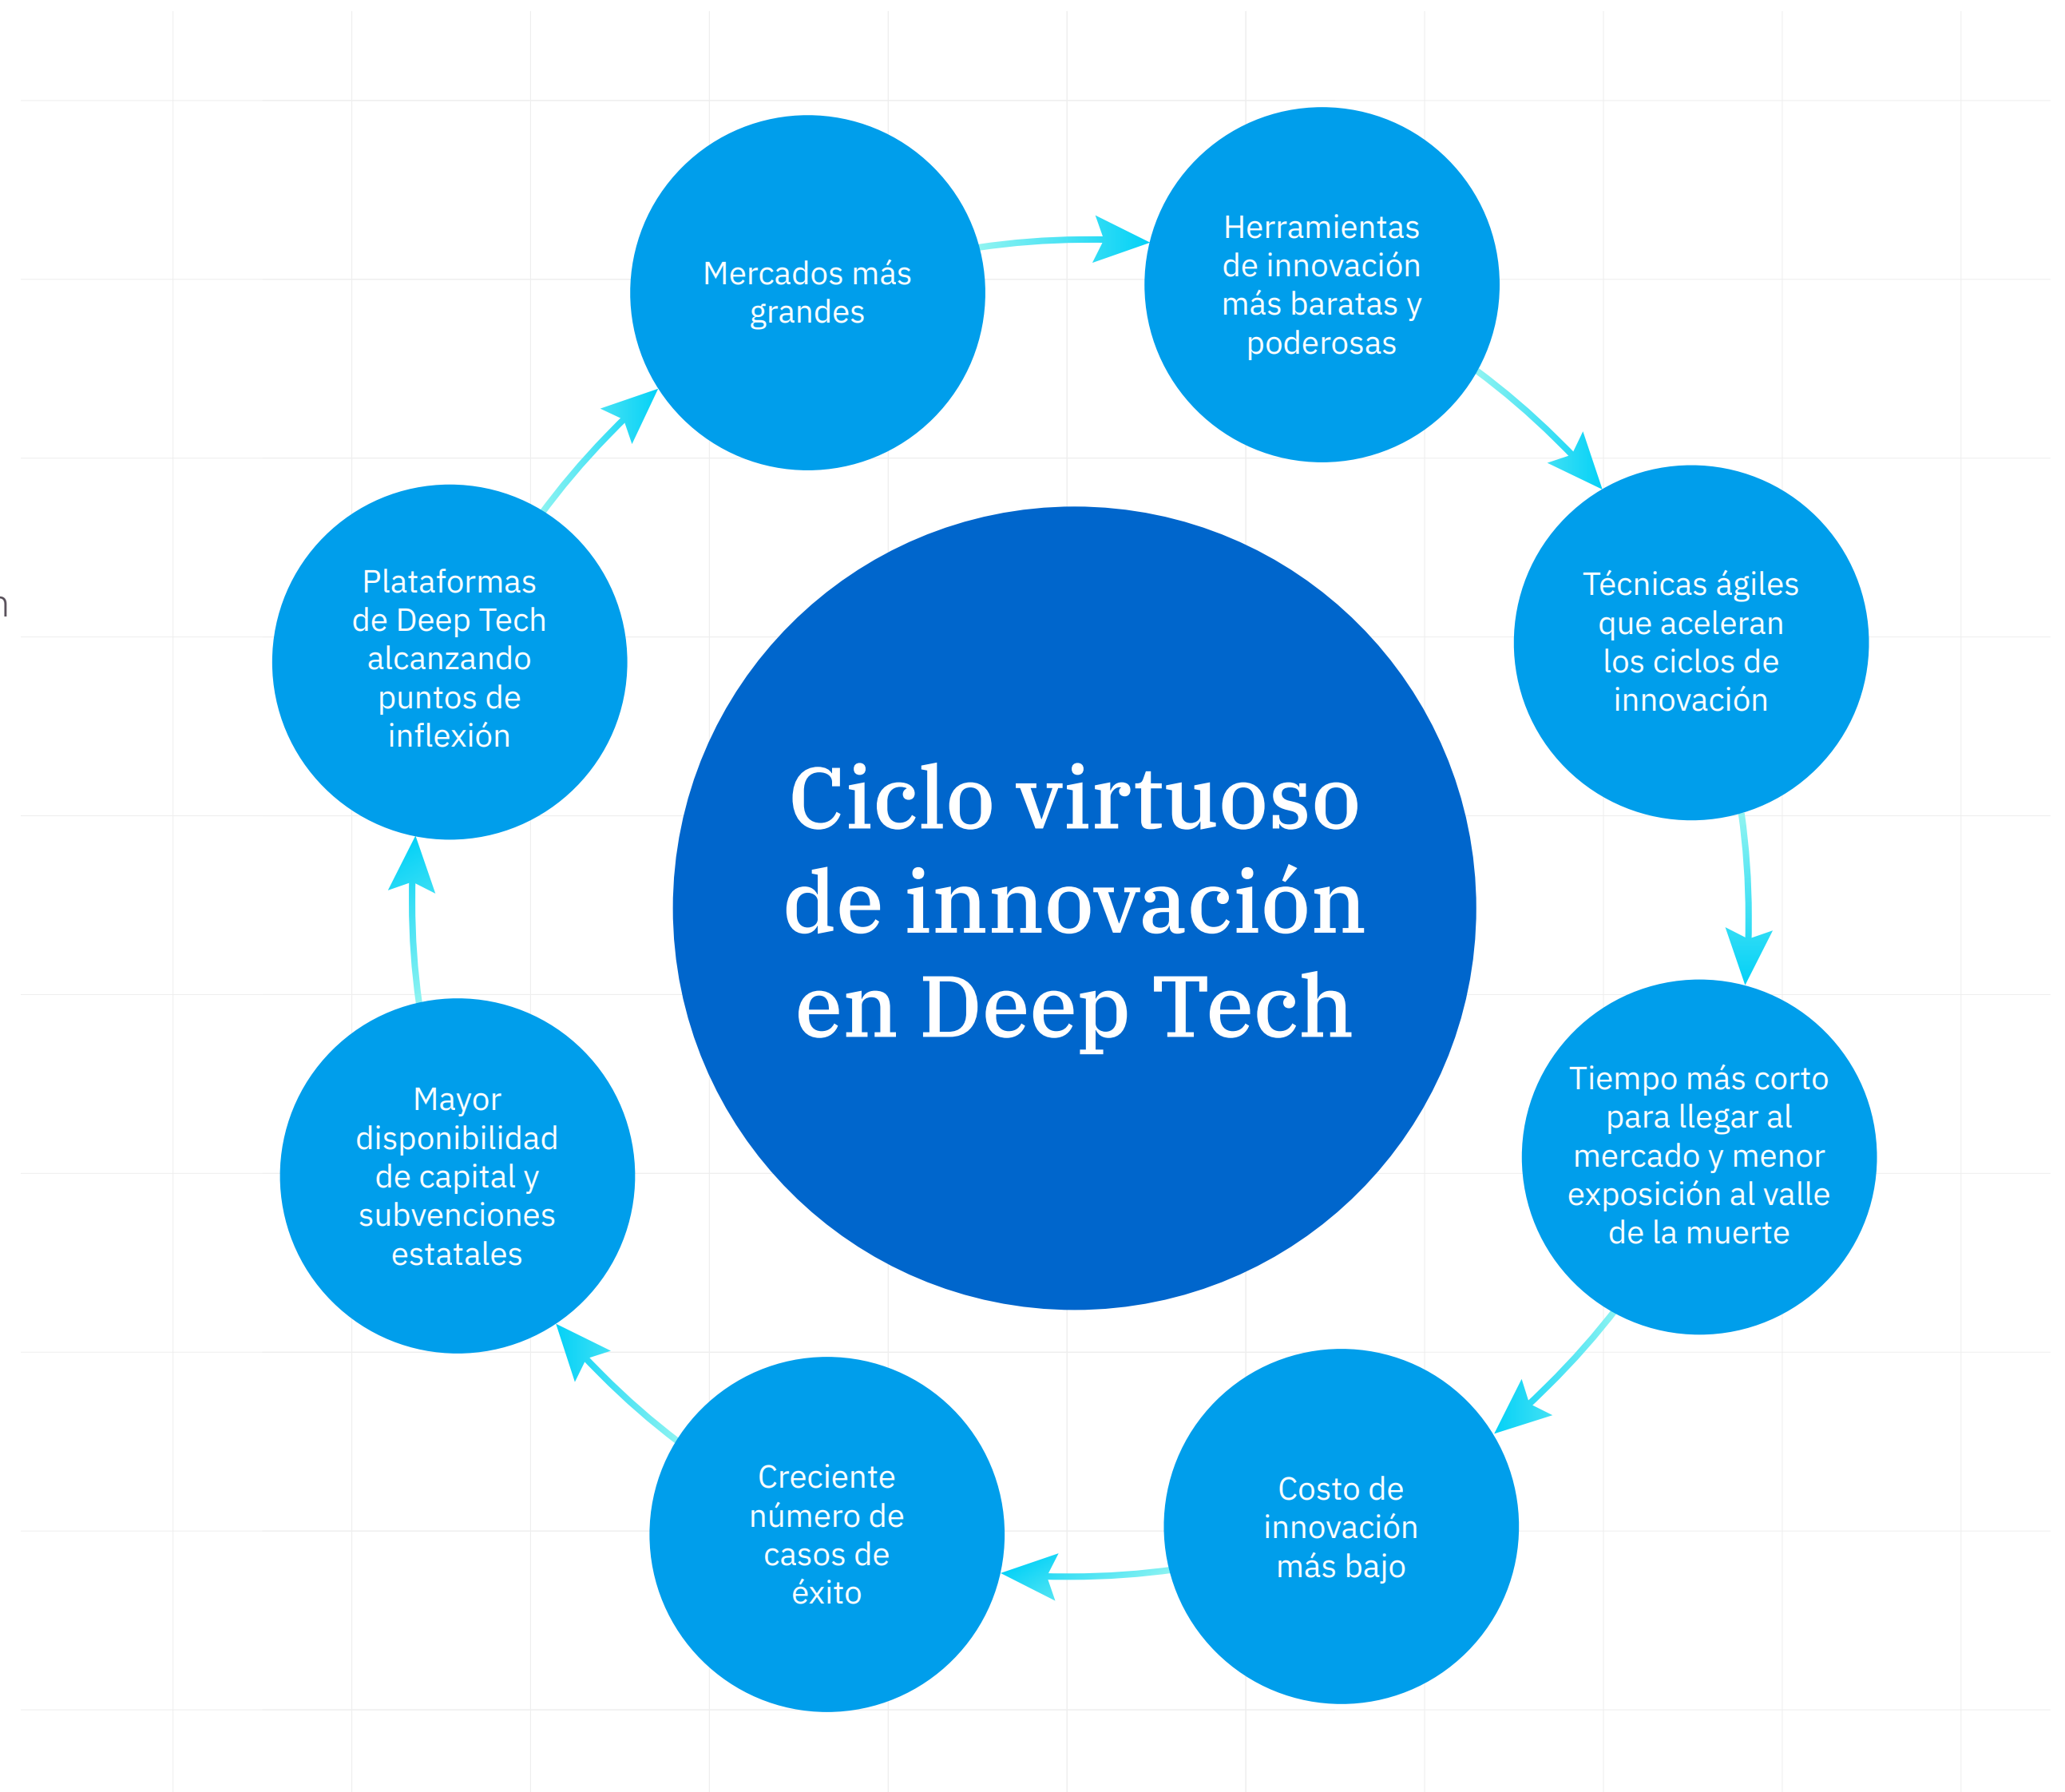 Mercados más
grandes
Herramientas
de innovación
más baratas y
poderosas
Técnicas ágiles
que aceleran
los ciclos de
innovación
Tiempo más corto
para llegar al
mercado y menor
exposición al valle
de la muerte
Costo de
innovación
más bajo
Creciente
número de
casos de
éxito
Mayor
disponibilidad
de capital y
subvenciones
estatales
Plataformas
de Deep Tech
alcanzando
puntos de
inflexión
Ciclo virtuoso
de innovación
en Deep Tech